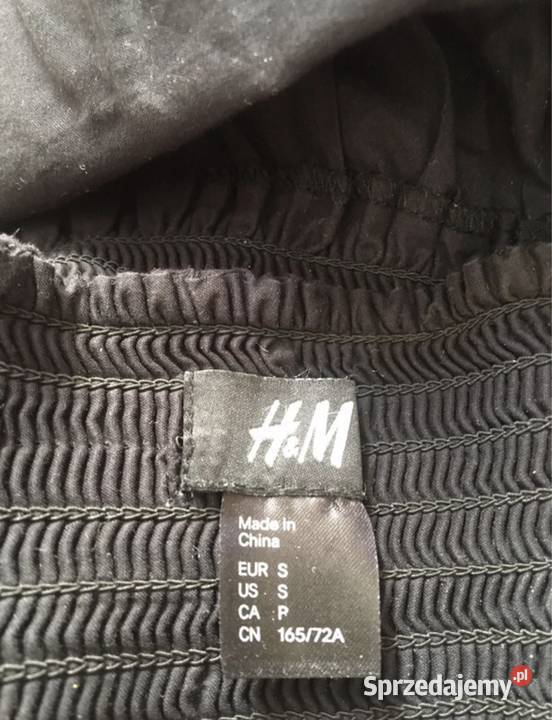 H&M
Made in
China
EUR S
US S
CA P
CN 165/72A
Sprzedajemy.pl